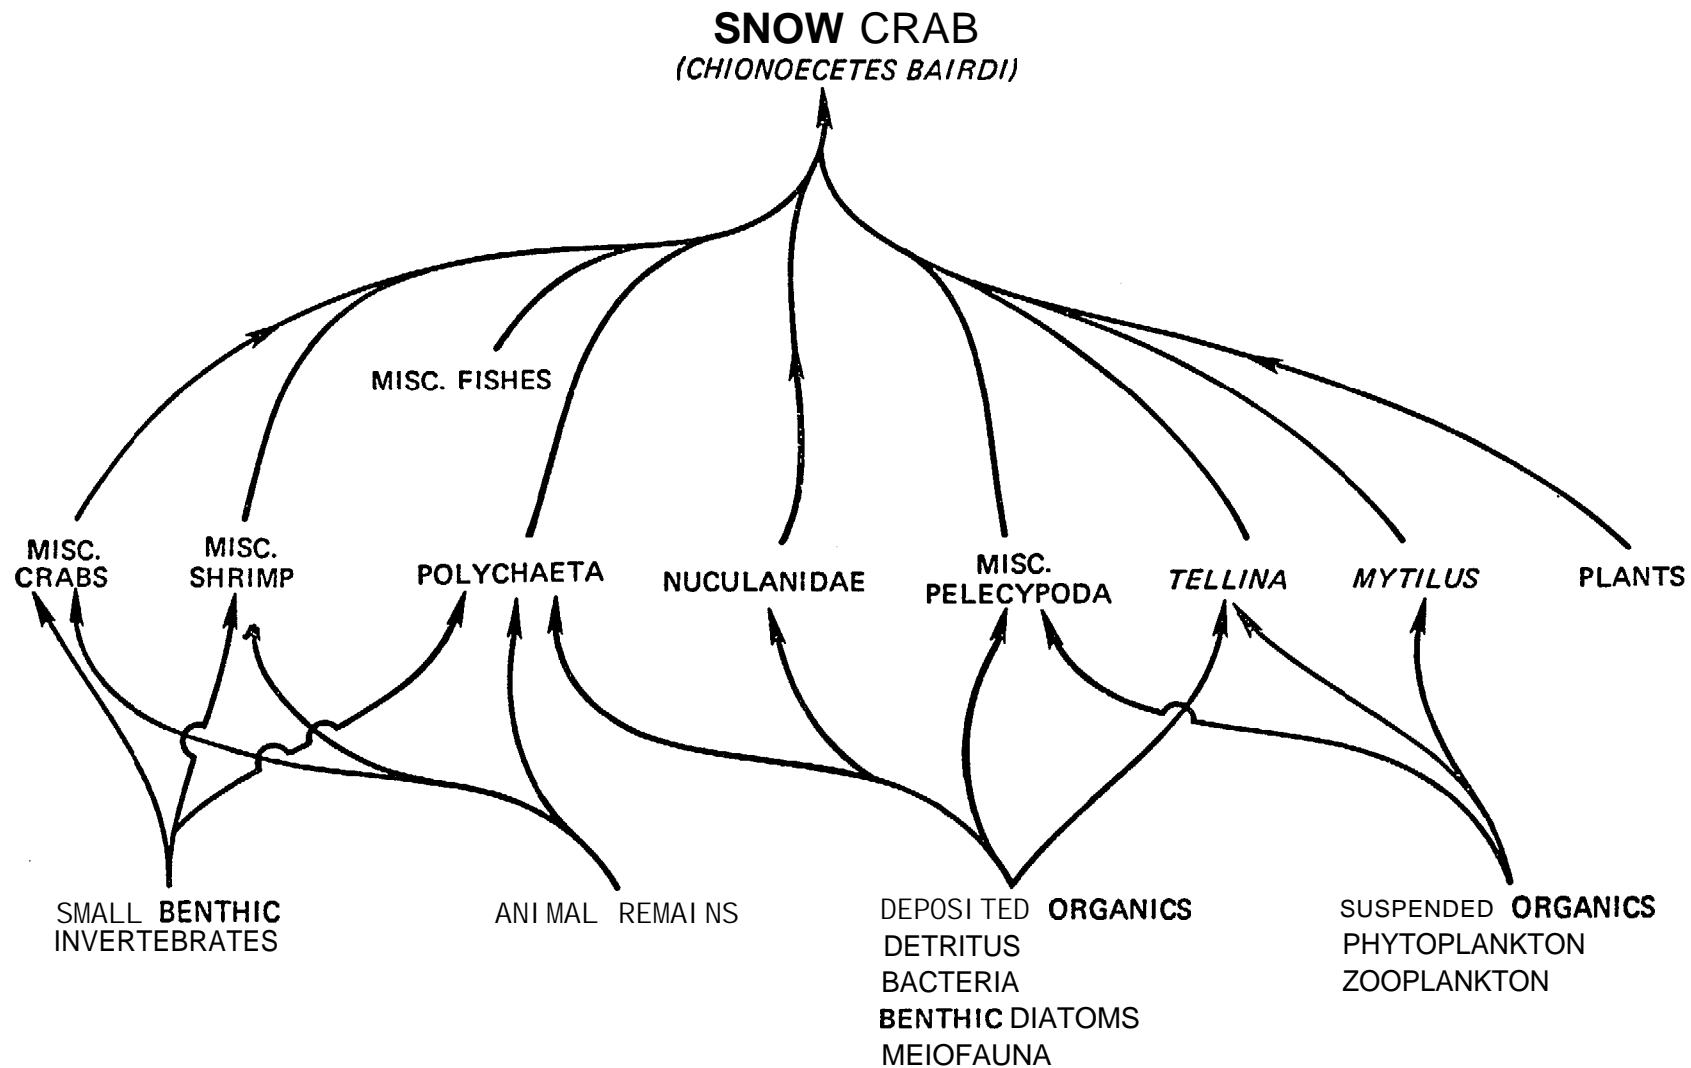 SNOW CRAB
(CHIONOECETES BAIRDI)
MISC. FISHES
MISC.
CRABS
MISC.
SHRIMP
POLYCHAETA
NUCULANIDAE
MISC.
PELECYPODA
TELLINA
MYTILUS
PLANTS
SMALL BENTHIC
INVERTEBRATES
ANIMAL REMAINS
DEPOSITED ORGANICS
DETRITUS
BACTERIA
BENTHIC DIATOMS
MEIOFAUNA
SUSPENDED ORGANICS
PHYTOPLANKTON
ZOOPLANKTON